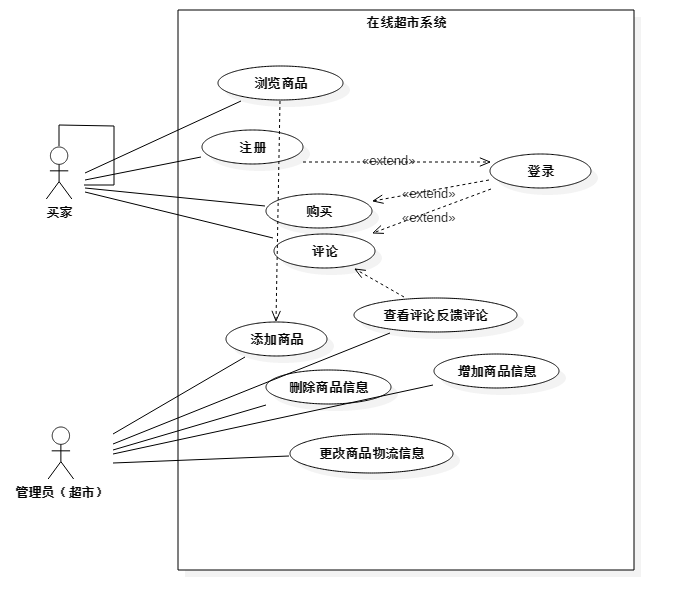 在线超市系统
浏览商品
注册
«extend»
登录
«extend»
购买
买家
«extend»
评论
查看评论反馈评论
添加商品
增加商品信息
删除商品信息
更改商品物流信息
管理员（超市）